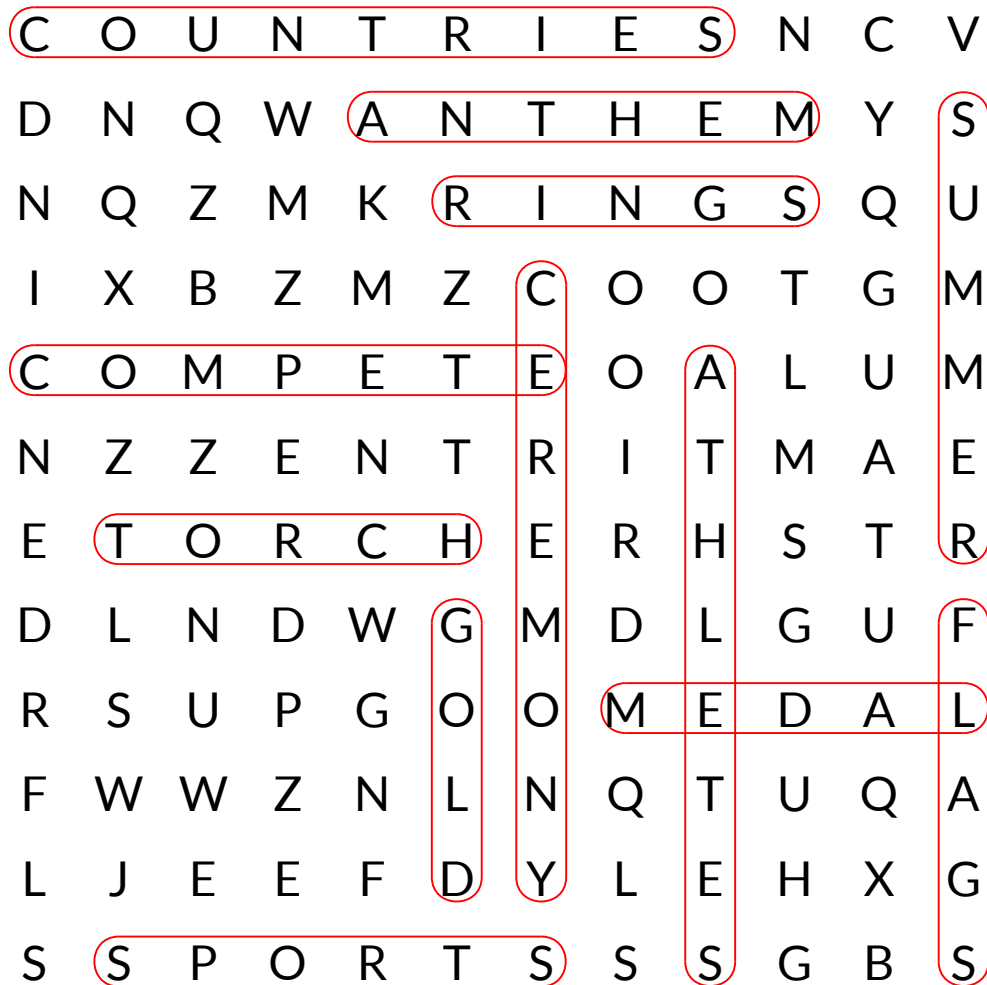 C O U N T R I E S N C V
D N Q W A N T H E M Y S
N Q Z M K R I N G S Q U
I X B Z M Z C O O T G M
C O M P E T E O A L U M
N Z Z E N T R I T M A E
E T O R C H E R H S T R
D L N D W G M D L G U F
R S U P G O O M E D A L
F W W Z N L N Q T U Q A
L J E E F D Y L E H X G
S S P O R T S S S G B S